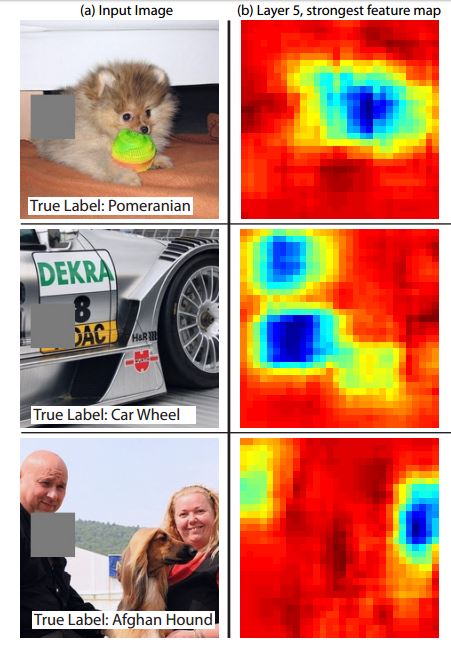 (a) Input Image
(b) Layer 5, strongest feature map
True Label: Pomeranian
DEKRA
8
DAC
H&R
True Label: Car Wheel
True Label: Afghan Hound